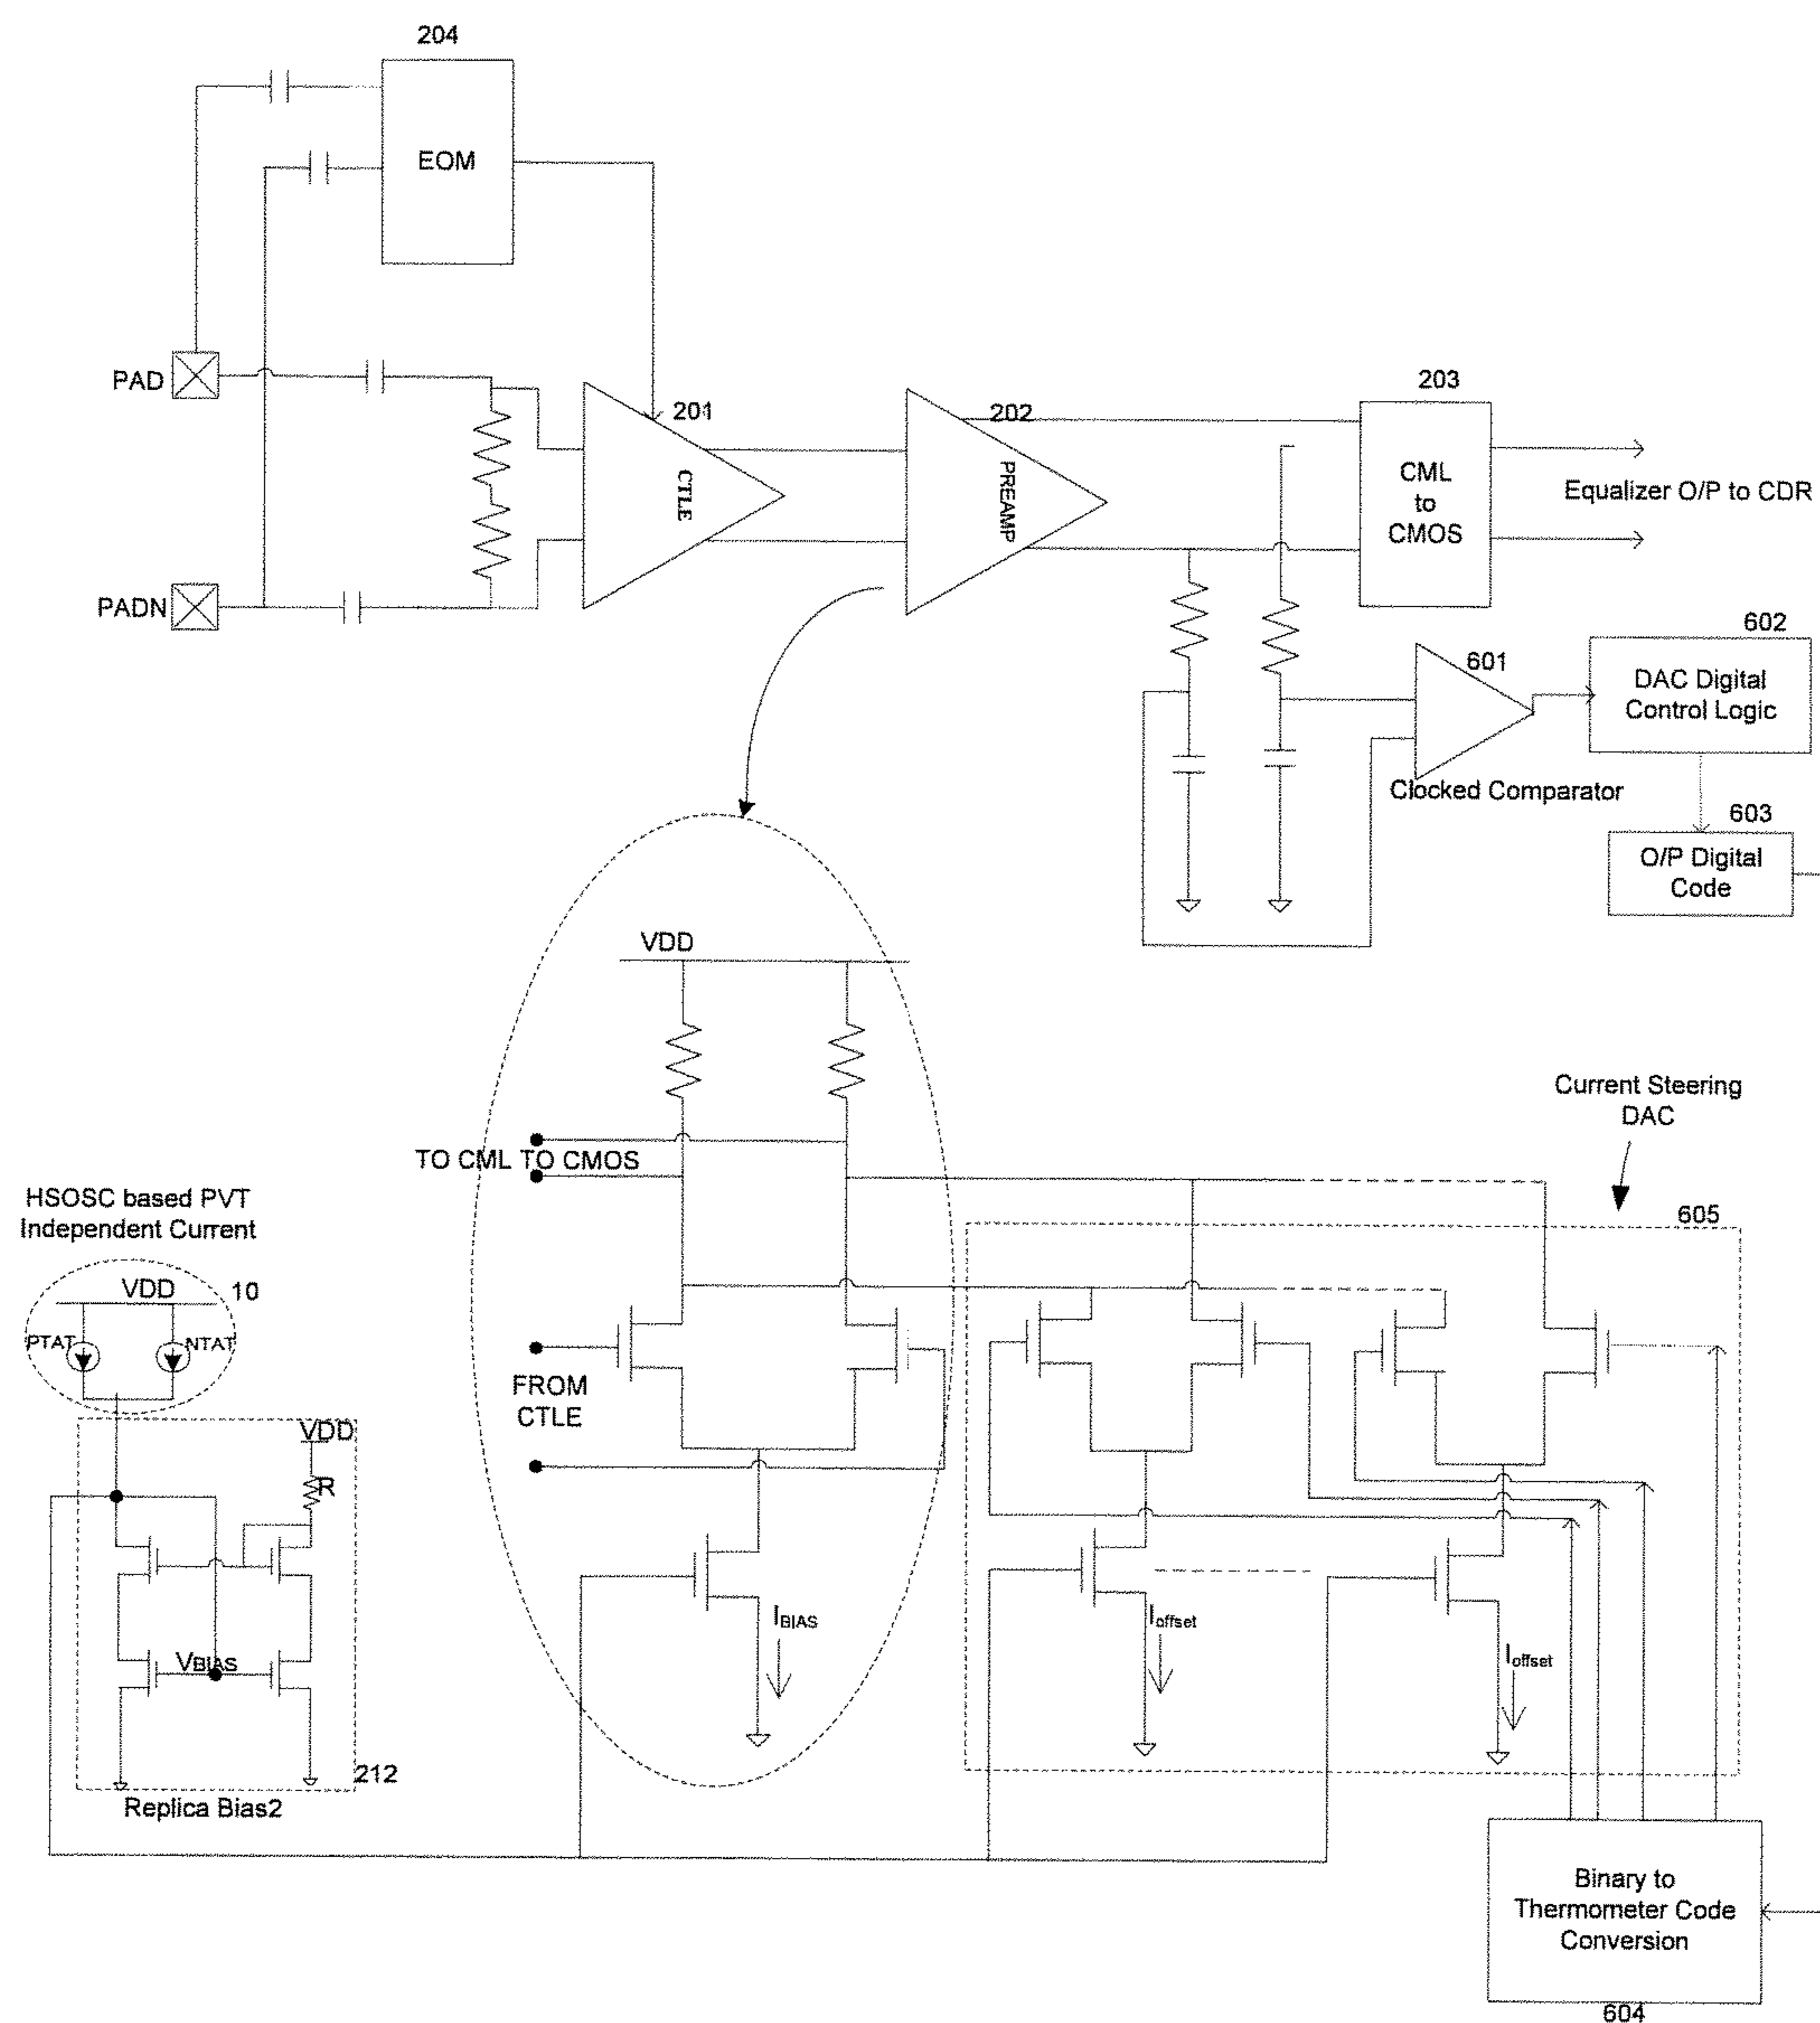 204
EOM
PAD
PADN
201
CTLE
202
PREAMP
203
CML
to
CMOS
Equalizer O/P to CDR
601
Clocked Comparator
602
DAC Digital
Control Logic
603
O/P Digital
Code
VDD
TO CML TO CMOS
FROM
CTLE
IBIAS
Current Steering
DAC
605
Ioffset
Ioffset
HSOSC based PVT
Independent Current
VDD
10
PTAT
NTAT
VDD
R
VBIAS
212
Replica Bias2
Binary to
Thermometer Code
Conversion
604